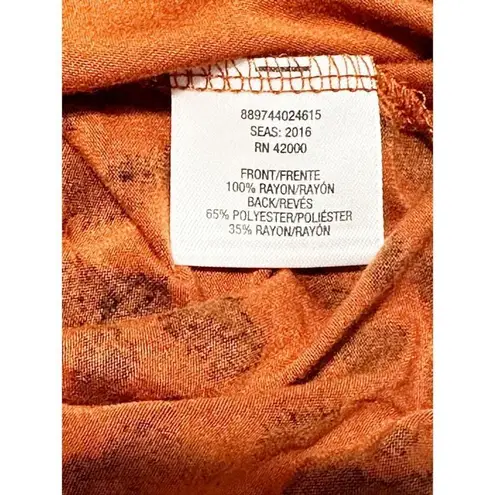 889744024615
SEAS: 2016
RN 42000
FRONT/FRENTE
100% RAYON/RAYÓN
BACK/REVÉS
65% POLYESTER/POLIÉSTER
35% RAYON/RAYÓN